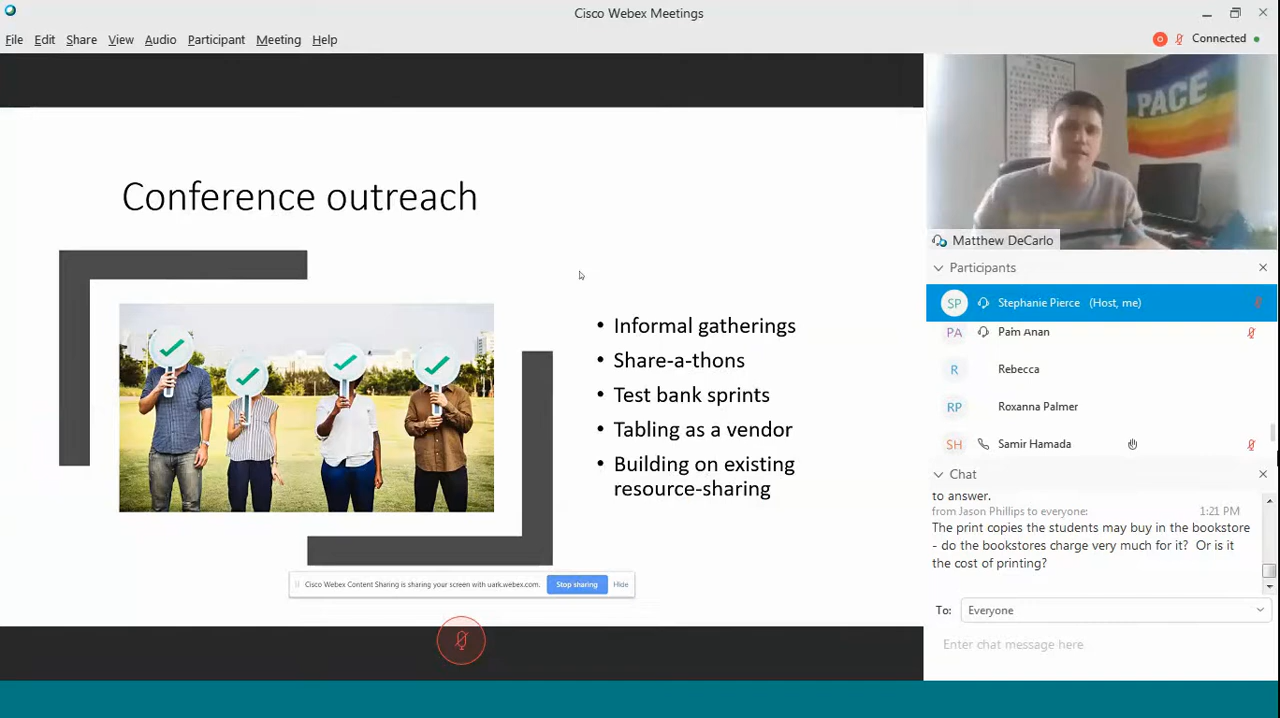 Cisco Webex Meetings
File Edit Share View Audio Participant Meeting Help
Connected
Conference outreach
• Informal gatherings
• Share-a-thons
• Test bank sprints
• Tabling as a vendor
• Building on existing
resource-sharing
Cisco Webex Content Sharing is sharing your screen with uark.webex.com. Stop sharing Hide
PACE
Matthew DeCarlo
Participants
SP Stephanie Pierce (Host, me)
PA Pam Anan
R Rebecca
RP Roxanna Palmer
SH Samir Hamada
Chat
to answer.
from Jason Phillips to everyone: 1:21 PM
The print copies the students may buy in the bookstore
- do the bookstores charge very much for it? Or is it
the cost of printing?
To: Everyone
Enter chat message here